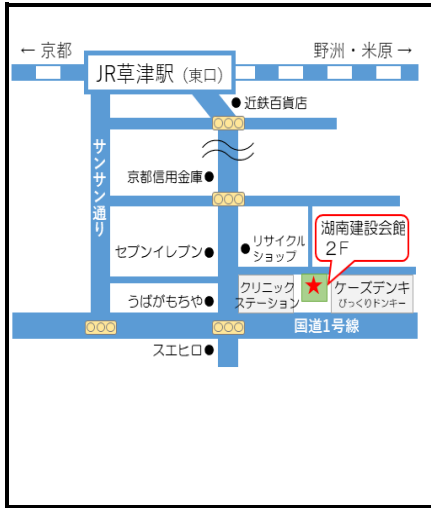 ← 京都
野洲・米原 →
JR草津駅（東口）
●近鉄百貨店
サンサン通り
京都信用金庫●
湖南建設会館
2F
セブンイレブン●
●リサイクル
ショップ
クリニック
ステーション
ケーズデンキ
びっくりドンキー
うばがもちや●
国道1号線
スエヒロ●